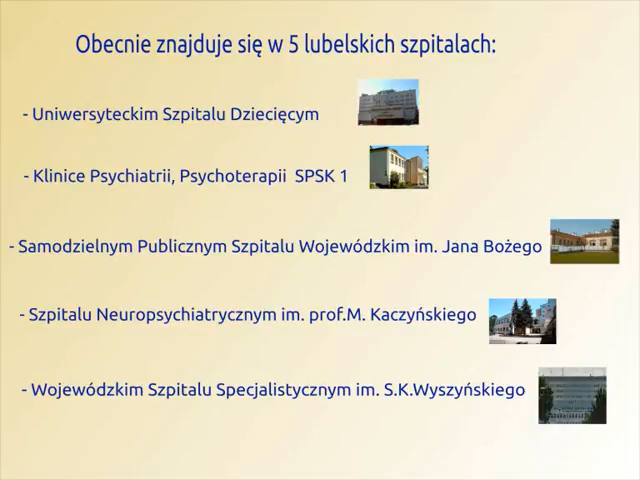 Obecnie znajduje się w 5 lubelskich szpitalach:
- Uniwersyteckim Szpitalu Dziecięcym
- Klinice Psychiatrii, Psychoterapii SPSK 1
- Samodzielnym Publicznym Szpitalu Wojewódzkim im. Jana Bożego
- Szpitalu Neuropsychiatrycznym im. prof.M. Kaczyńskiego
- Wojewódzkim Szpitalu Specjalistycznym im. S.K.Wyszyńskiego